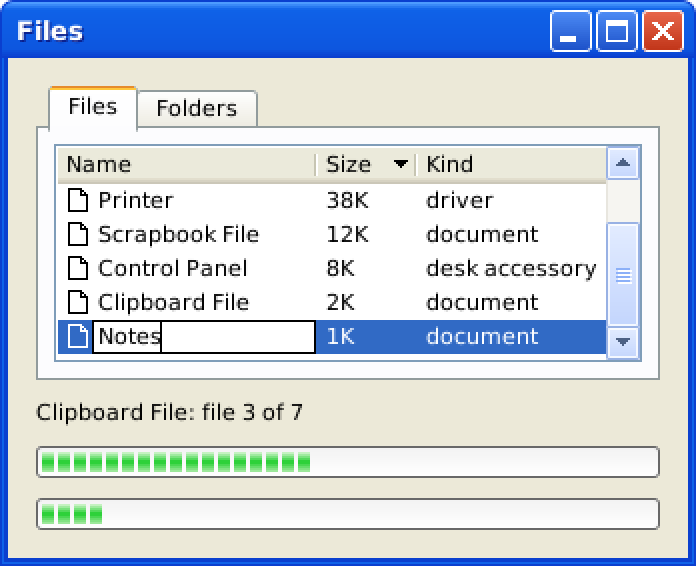 Files
Files Folders
Name Size Kind
Printer 38K driver
Scrapbook File 12K document
Control Panel 8K desk accessory
Clipboard File 2K document
Notes 1K document
Clipboard File: file 3 of 7